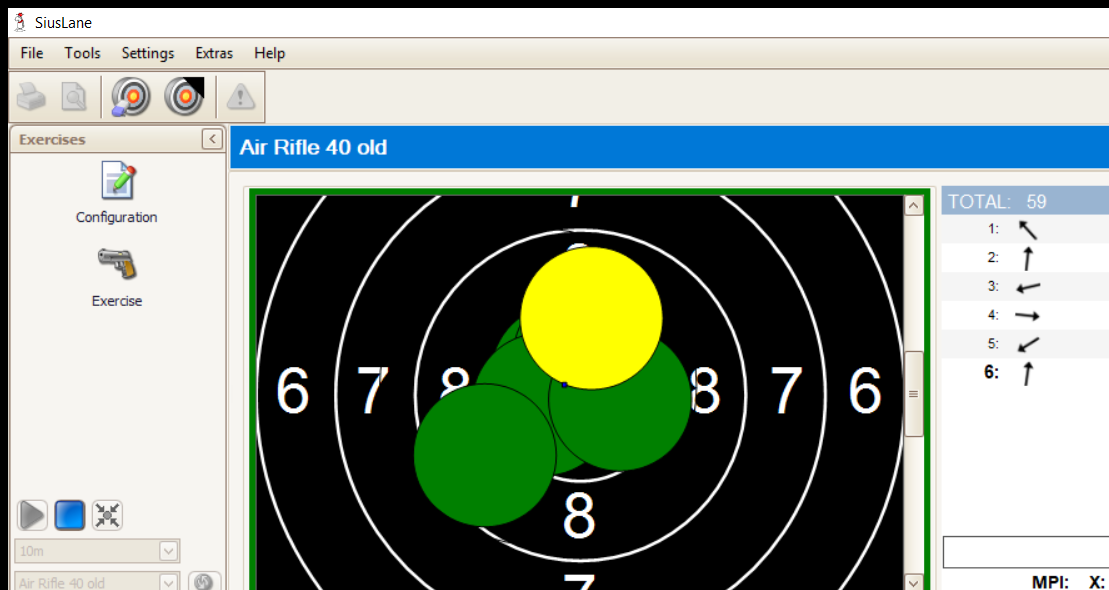 SiusLane
File Tools Settings Extras Help
Exercises
Air Rifle 40 old
Configuration
Exercise
7
8
6 7 8 8 7 6
8
7
TOTAL: 59
1:
2:
3:
4:
5:
6:
10m
Air Rifle 40 old
MPI: X: